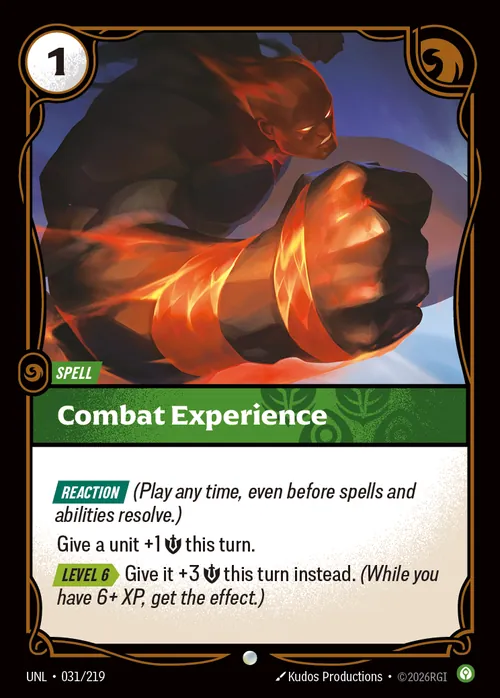 1
SPELL
Combat Experience
REACTION (Play any time, even before spells and
abilities resolve.)
Give a unit +1 this turn.
LEVEL 6 Give it +3 this turn instead. (While you
have 6+ XP, get the effect.)
UNL • 031/219
Kudos Productions • ©2026RGI